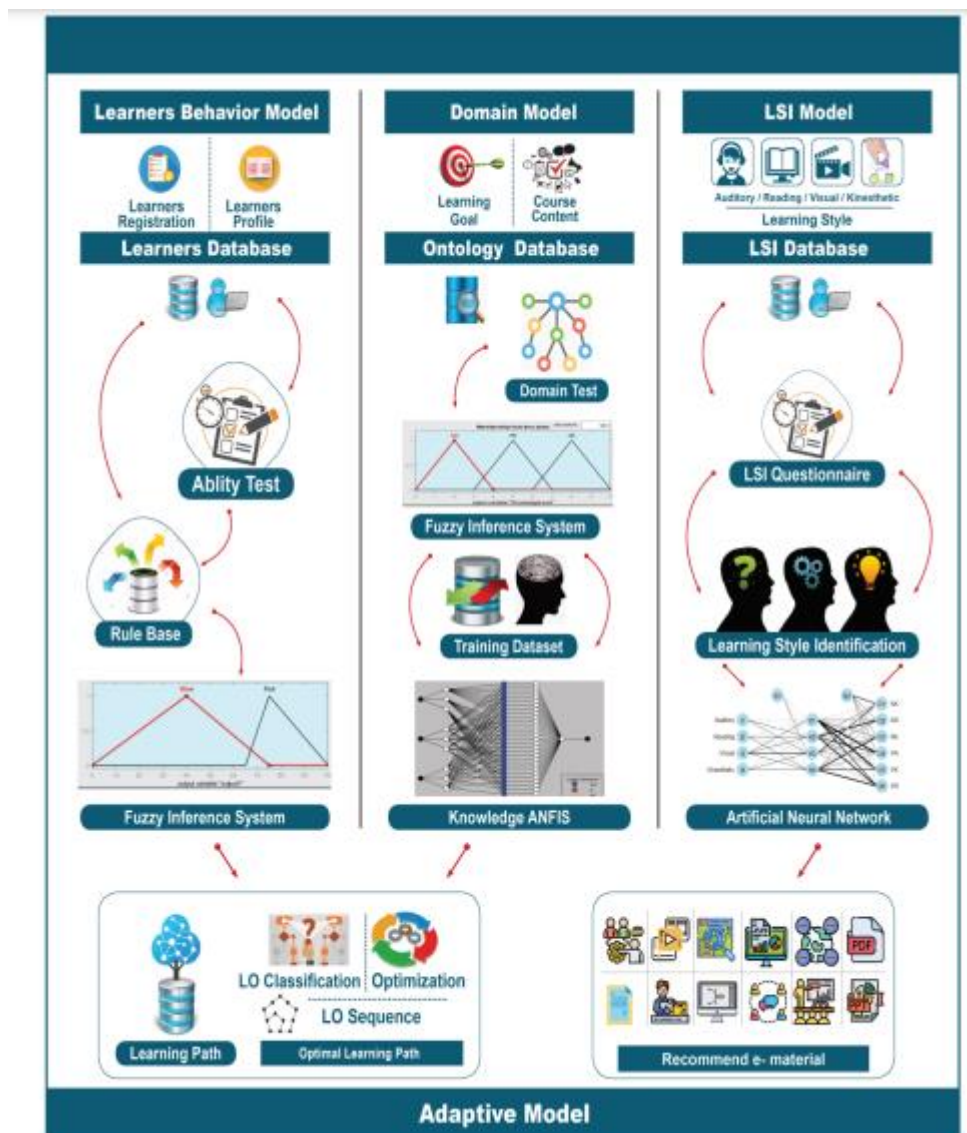 Learners Behavior Model
Learners
Registration
Learners
Profile
Learners Database
Ablity Test
Rule Base
Fuzzy Inference System
Domain Model
Learning
Goal
Course
Content
Ontology Database
Domain Test
Fuzzy Inference System
Training Dataset
Knowledge ANFIS
LSI Model
Auditory / Reading / Visual / Kinesthetic
Learning Style
LSI Database
LSI Questionnaire
Learning Style Identification
Artificial Neural Network
LO Classification
Optimization
LO Sequence
Learning Path
Optimal Learning Path
PDF
PPT
Recommend e- material
Adaptive Model